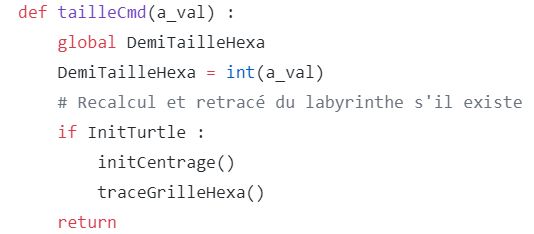 def tailleCmd(a_val) :
    global DemiTailleHexa
    DemiTailleHexa = int(a_val)
    # Recalcul et retracé du labyrinthe s'il existe
    if InitTurtle :
        initCentrage()
        traceGrilleHexa()
    return